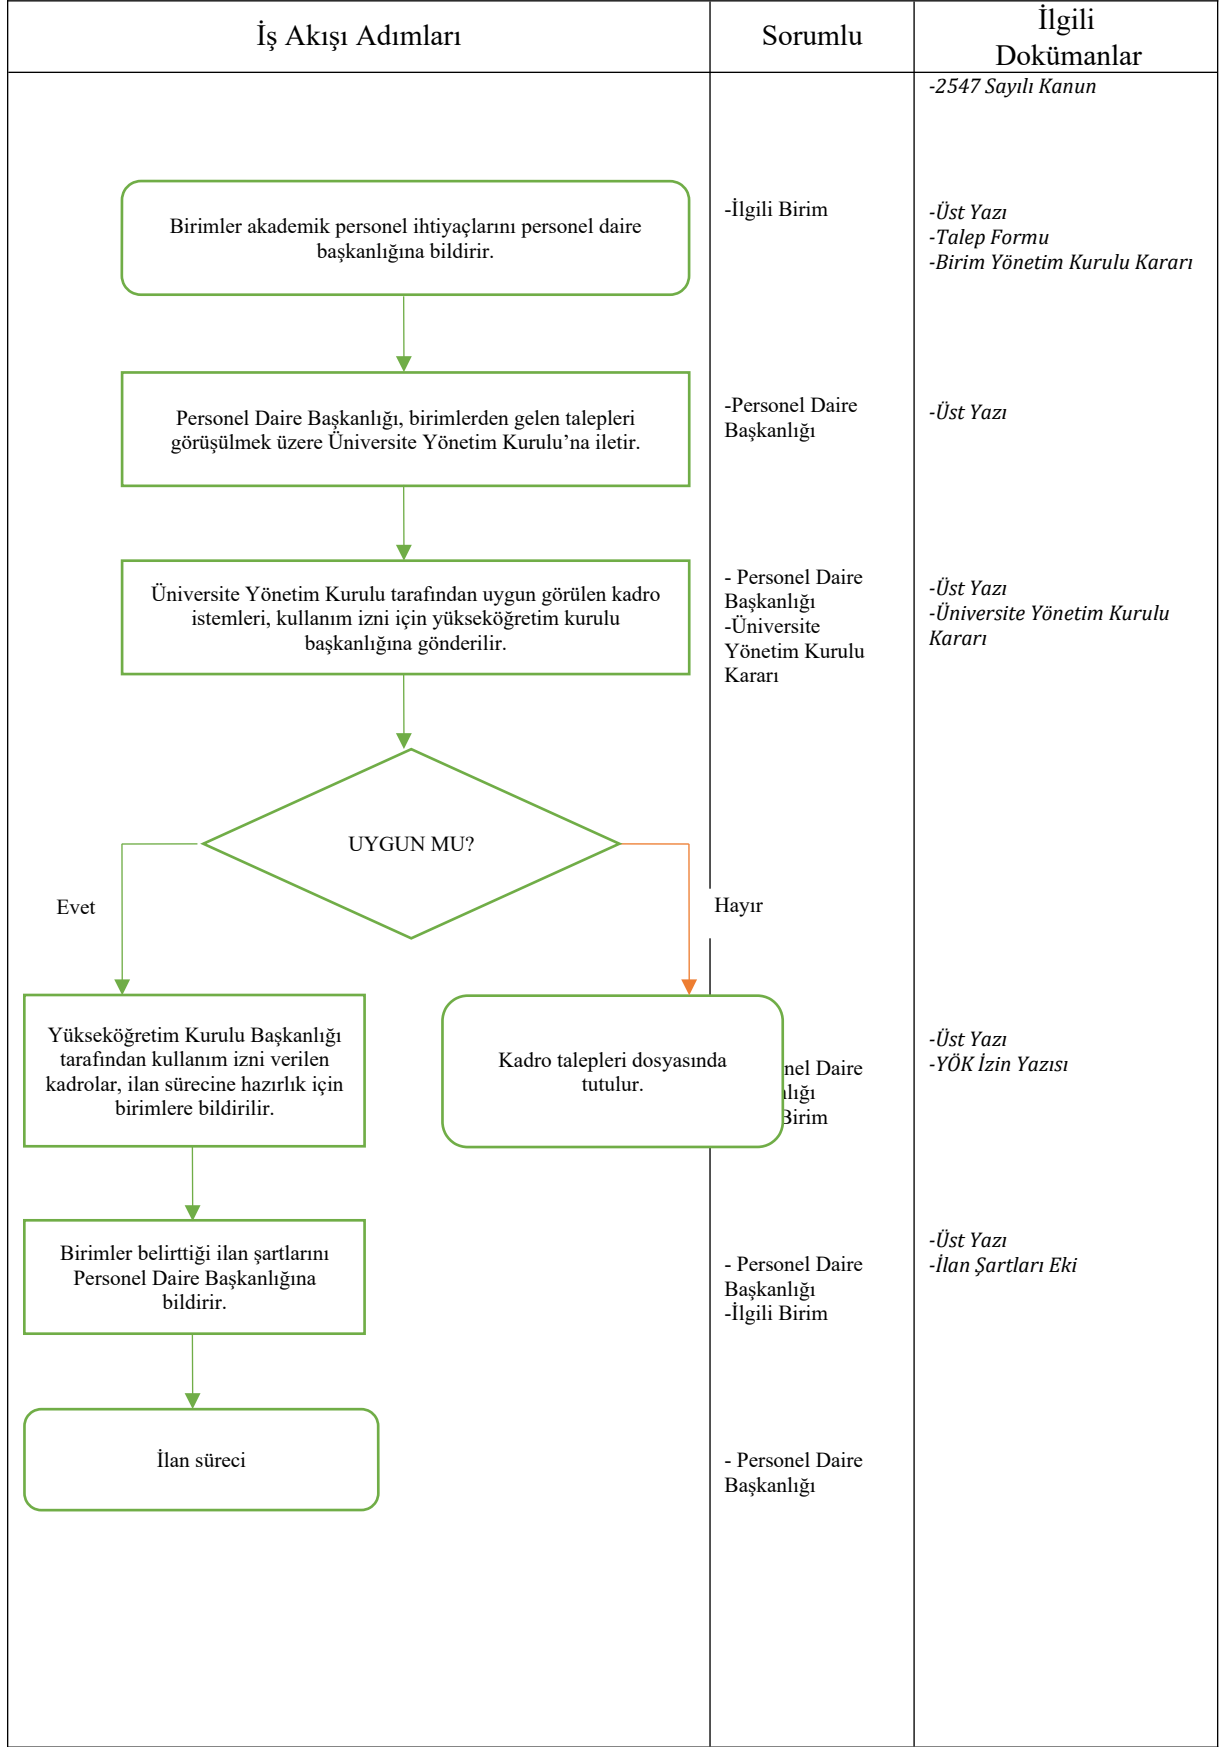 İş Akışı Adımları
Sorumlu
İlgili
Dokümanlar
-2547 Sayılı Kanun
Birimler akademik personel ihtiyaçlarını personel daire
başkanlığına bildirir.
-İlgili Birim
-Üst Yazı
-Talep Formu
-Birim Yönetim Kurulu Kararı
Personel Daire Başkanlığı, birimlerden gelen talepleri
görüşülmek üzere Üniversite Yönetim Kurulu’na iletir.
-Personel Daire
Başkanlığı
-Üst Yazı
Üniversite Yönetim Kurulu tarafından uygun görülen kadro
istemleri, kullanım izni için yükseköğretim kurulu
başkanlığına gönderilir.
- Personel Daire
Başkanlığı
-Üniversite
Yönetim Kurulu
Kararı
-Üst Yazı
-Üniversite Yönetim Kurulu
Kararı
UYGUN MU?
Evet
Hayır
Yükseköğretim Kurulu Başkanlığı
tarafından kullanım izni verilen
kadrolar, ilan sürecine hazırlık için
birimlere bildirilir.
Kadro talepleri dosyasında
tutulur.
Daire
Birim
-Üst Yazı
-YÖK İzin Yazısı
Birimler belirttiği ilan şartlarını
Personel Daire Başkanlığına
bildirir.
- Personel Daire
Başkanlığı
-İlgili Birim
-Üst Yazı
-İlan Şartları Eki
İlan süreci
- Personel Daire
Başkanlığı